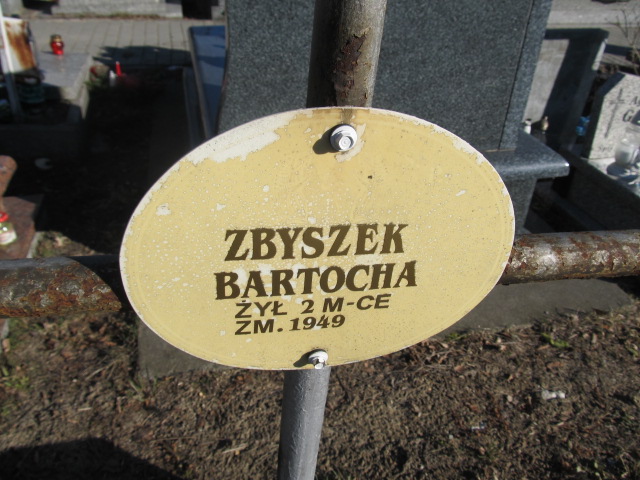 ZBYSZEK
BARTOCHA
ŻYŁ 2 M-CE
ZM. 1949